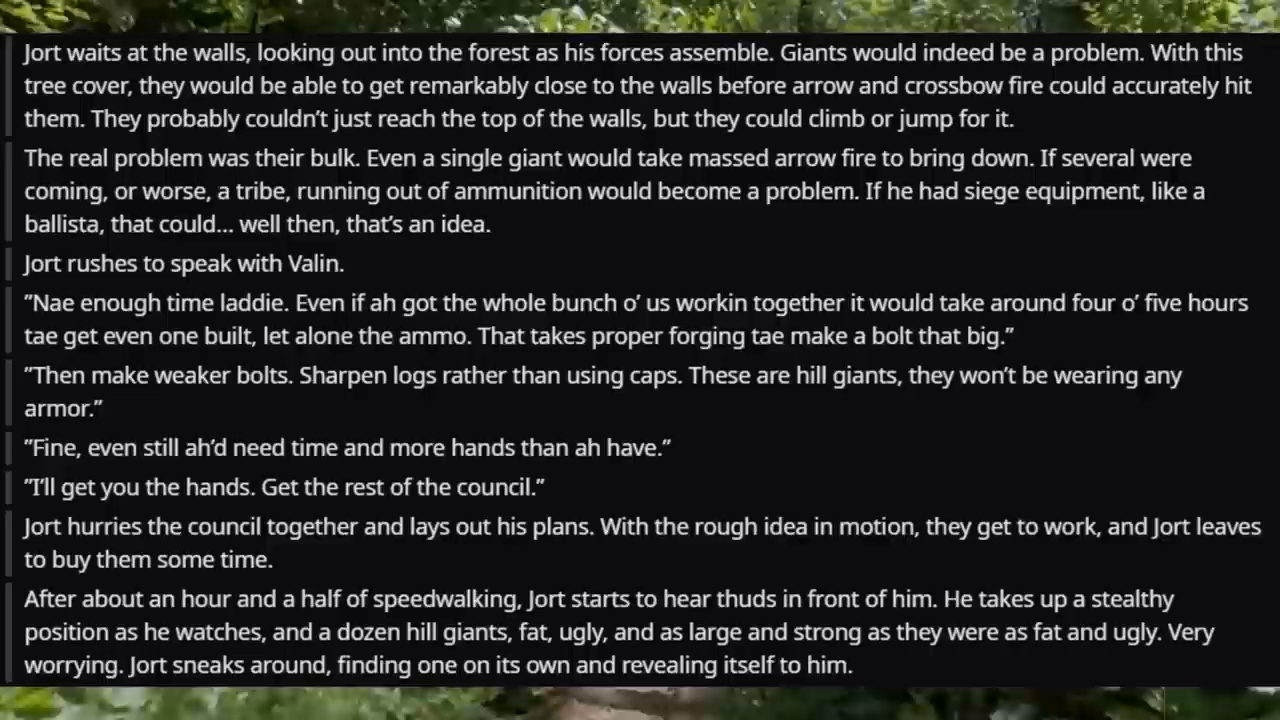 Jort waits at the walls, looking out into the forest as his forces assemble. Giants would indeed be a problem. With this
tree cover, they would be able to get remarkably close to the walls before arrow and crossbow fire could accurately hit
them. They probably couldn't just reach the top of the walls, but they could climb or jump for it.
The real problem was their bulk. Even a single giant would take massed arrow fire to bring down. If several were
coming, or worse, a tribe, running out of ammunition would become a problem. If he had siege equipment, like a
ballista, that could... well then, that's an idea.
Jort rushes to speak with Valin.
"Nae enough time laddie. Even if ah got the whole bunch o' us workin together it would take around four o' five hours
tae get even one built, let alone the ammo. That takes proper forging tae make a bolt that big."
"Then make weaker bolts. Sharpen logs rather than using caps. These are hill giants, they won't be wearing any
armor."
"Fine, even still ah'd need time and more hands than ah have."
"I'll get you the hands. Get the rest of the council."
Jort hurries the council together and lays out his plans. With the rough idea in motion, they get to work, and Jort leaves
to buy them some time.
After about an hour and a half of speedwalking, Jort starts to hear thuds in front of him. He takes up a stealthy
position as he watches, and a dozen hill giants, fat, ugly, and as large and strong as they were as fat and ugly. Very
worrying. Jort sneaks around, finding one on its own and revealing itself to him.